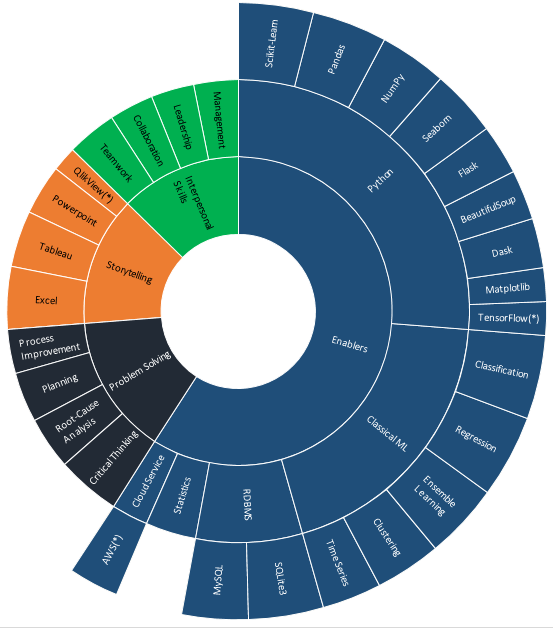 Scikit-Learn
Pandas
NumPy
Seaborn
Flask
BeautifulSoup
Dask
Matplotlib
TensorFlow(*)
Python
Enablers
Classification
Regression
Ensemble
Learning
Clustering
Time Series
Classical ML
SQLite3
MySQL
RDBMS
Statistics
Cloud Service
AWS(*)
Critical Thinking
Root-Cause
Analysis
Planning
Process
Improvement
Problem Solving
Excel
Tableau
Powerpoint
QlikView(*)
Storytelling
Teamwork
Collaboration
Leadership
Management
Interpersonal
Skills